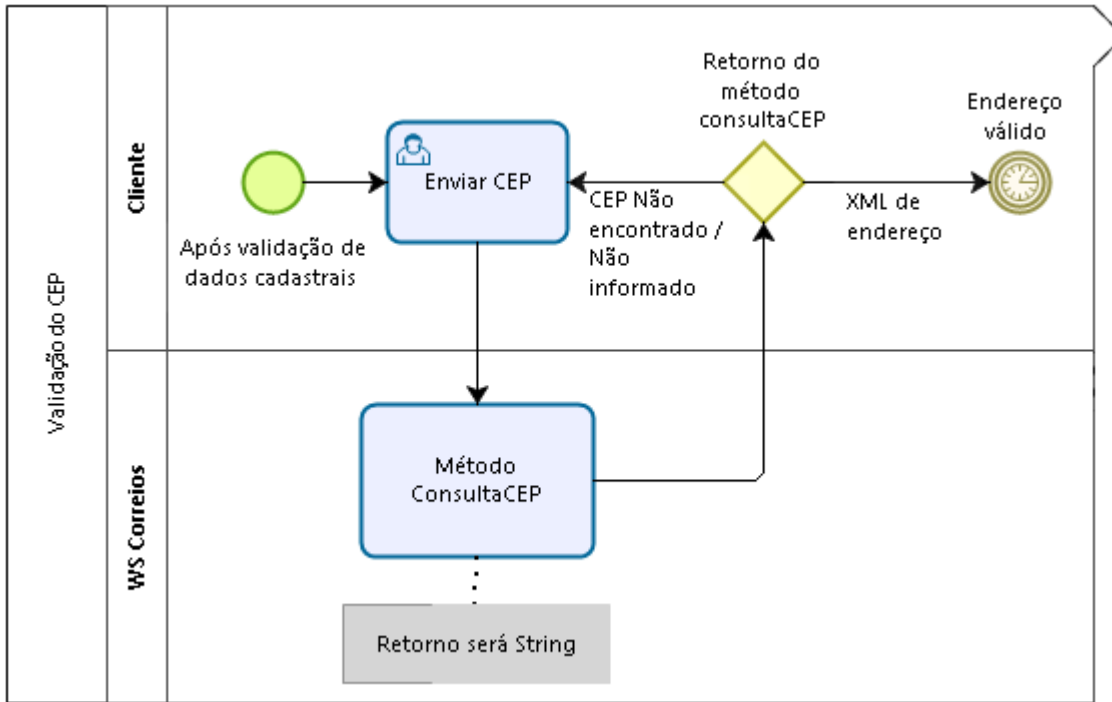 Validação do CEP
Cliente
Após validação de
dados cadastrais
Enviar CEP
CEP Não
encontrado /
Não
informado
Retorno do
método
consultaCEP
XML de
endereço
Endereço
válido
WS Correios
Método
ConsultaCEP
Retorno será String